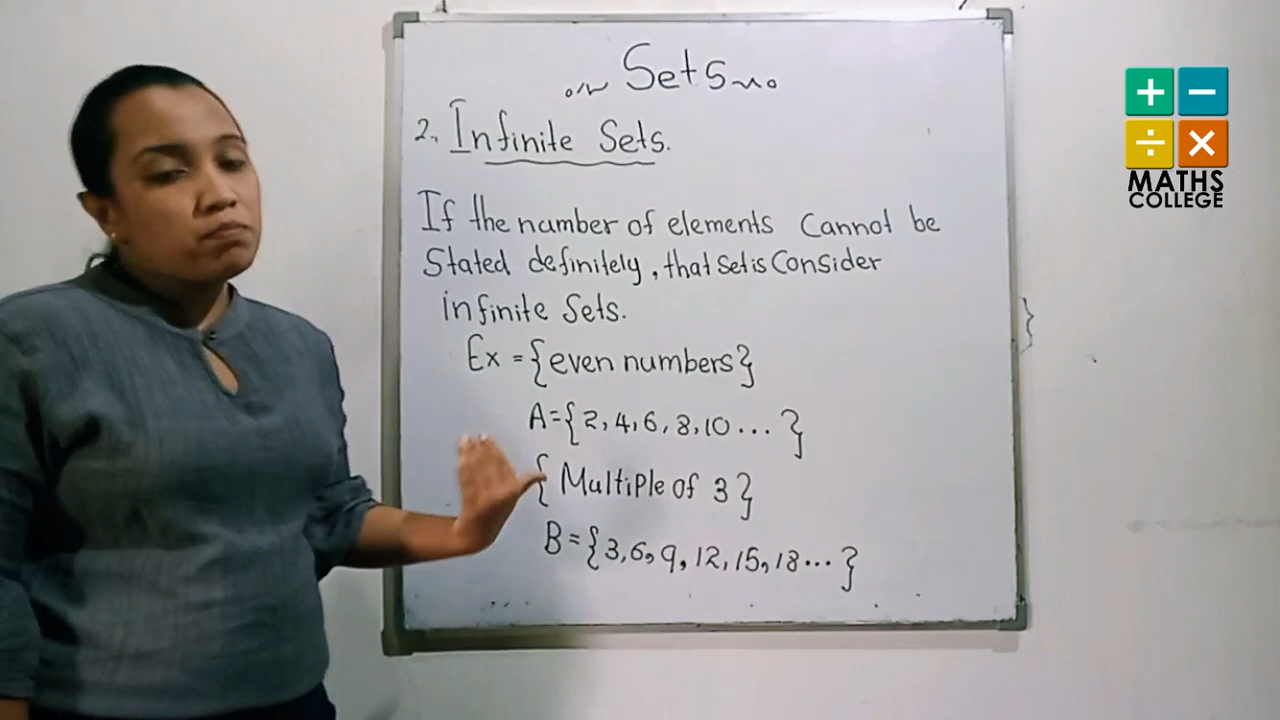 Sets
2. Infinite Sets.
If the number of elements Cannot be
Stated definitely, that Set is Consider
infinite Sets.
Ex = {even numbers}
A={2, 4, 6, 8, 10 ... }
{ Multiple of 3 }
B={3, 6, 9, 12, 15, 18... }
+ −
÷ ×
MATHS
COLLEGE